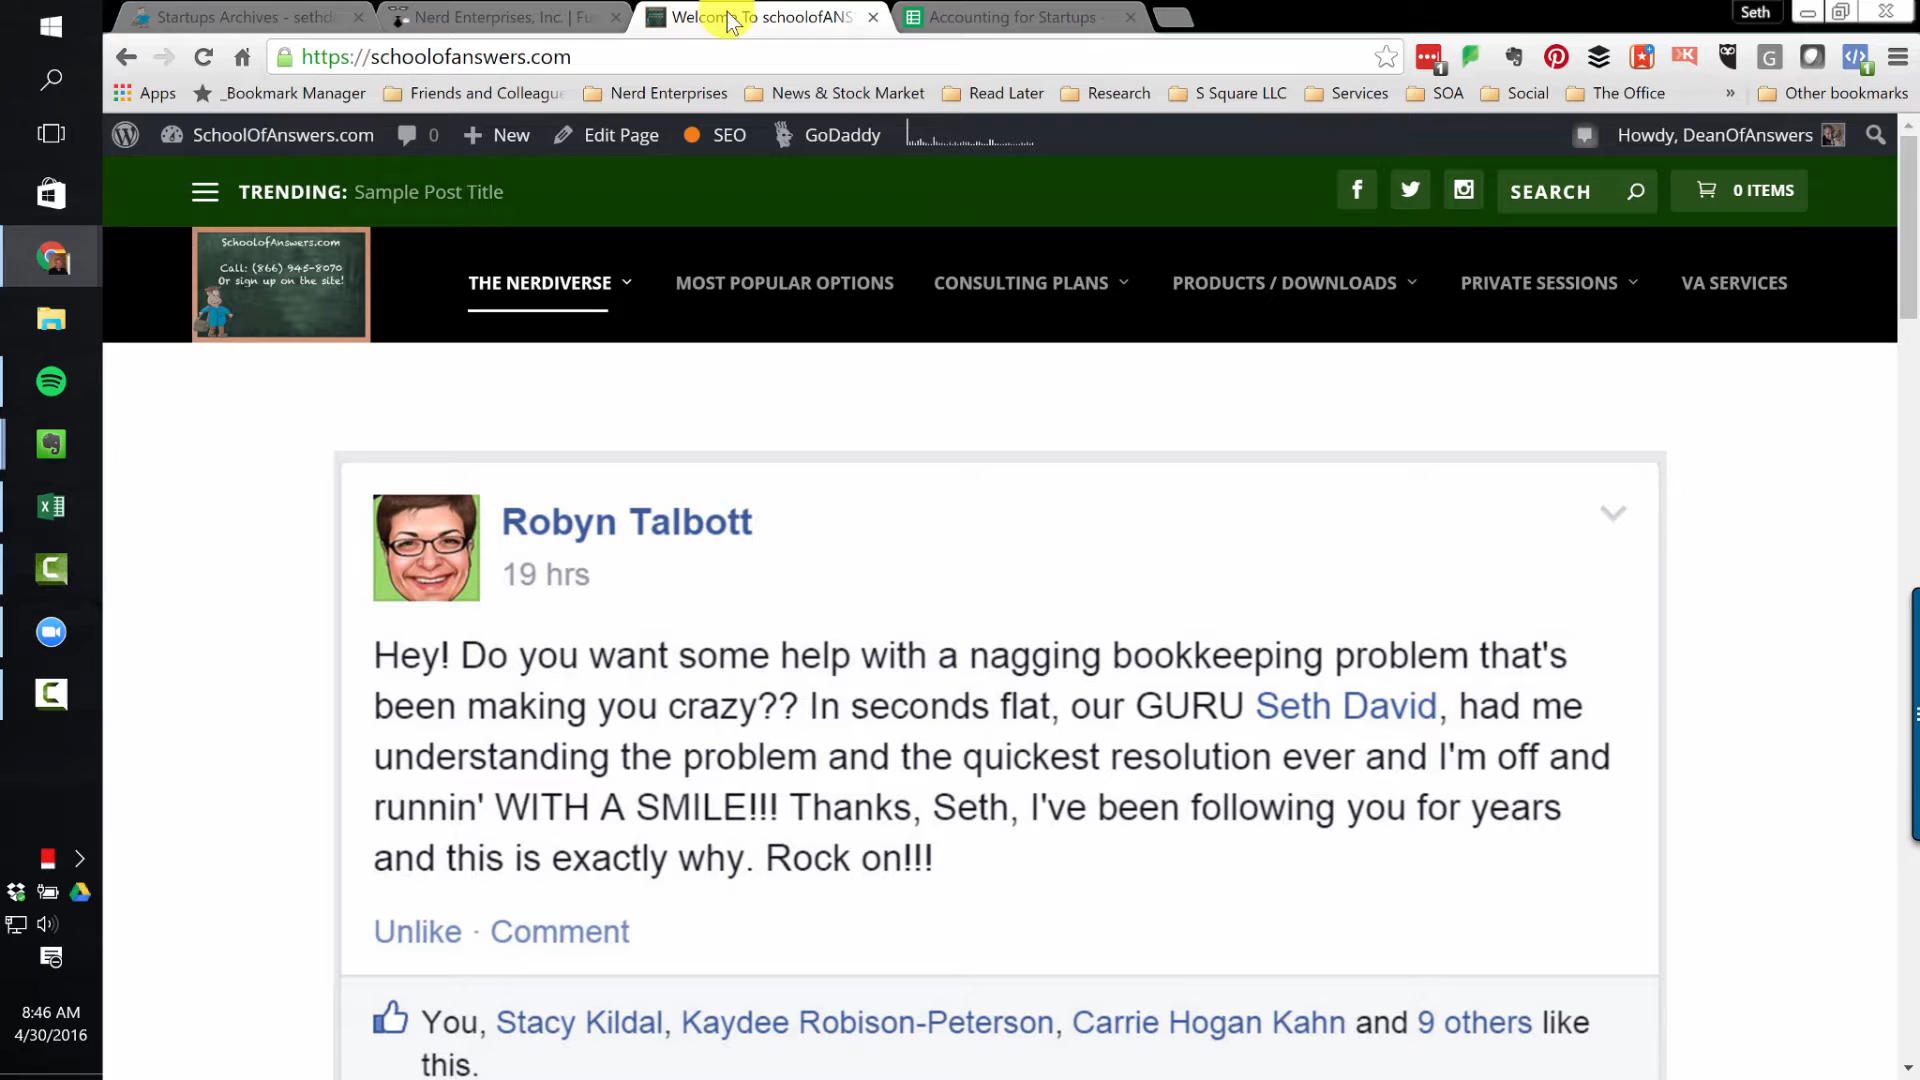 Startups Archives - sethd
Nerd Enterprises, Inc. | Fu
Welcome To schoolofANS
Accounting for Startups -
Seth
https://schoolofanswers.com
Apps
_Bookmark Manager
Friends and Colleagu
Nerd Enterprises
News & Stock Market
Read Later
Research
S Square LLC
Services
SOA
Social
The Office
»
Other bookmarks
SchoolOfAnswers.com
0
New
Edit Page
SEO
GoDaddy
Howdy, DeanOfAnswers
TRENDING: Sample Post Title
SEARCH
0 ITEMS
SchoolofAnswers.com
Call: (866) 945-8070
Or sign up on the site!
THE NERDIVERSE
MOST POPULAR OPTIONS
CONSULTING PLANS
PRODUCTS / DOWNLOADS
PRIVATE SESSIONS
VA SERVICES
Robyn Talbott
19 hrs
Hey! Do you want some help with a nagging bookkeeping problem that's
been making you crazy?? In seconds flat, our GURU Seth David, had me
understanding the problem and the quickest resolution ever and I'm off and
runnin' WITH A SMILE!!! Thanks, Seth, I've been following you for years
and this is exactly why. Rock on!!!
Unlike · Comment
You, Stacy Kildal, Kaydee Robison-Peterson, Carrie Hogan Kahn and 9 others like
this.
8:46 AM
4/30/2016